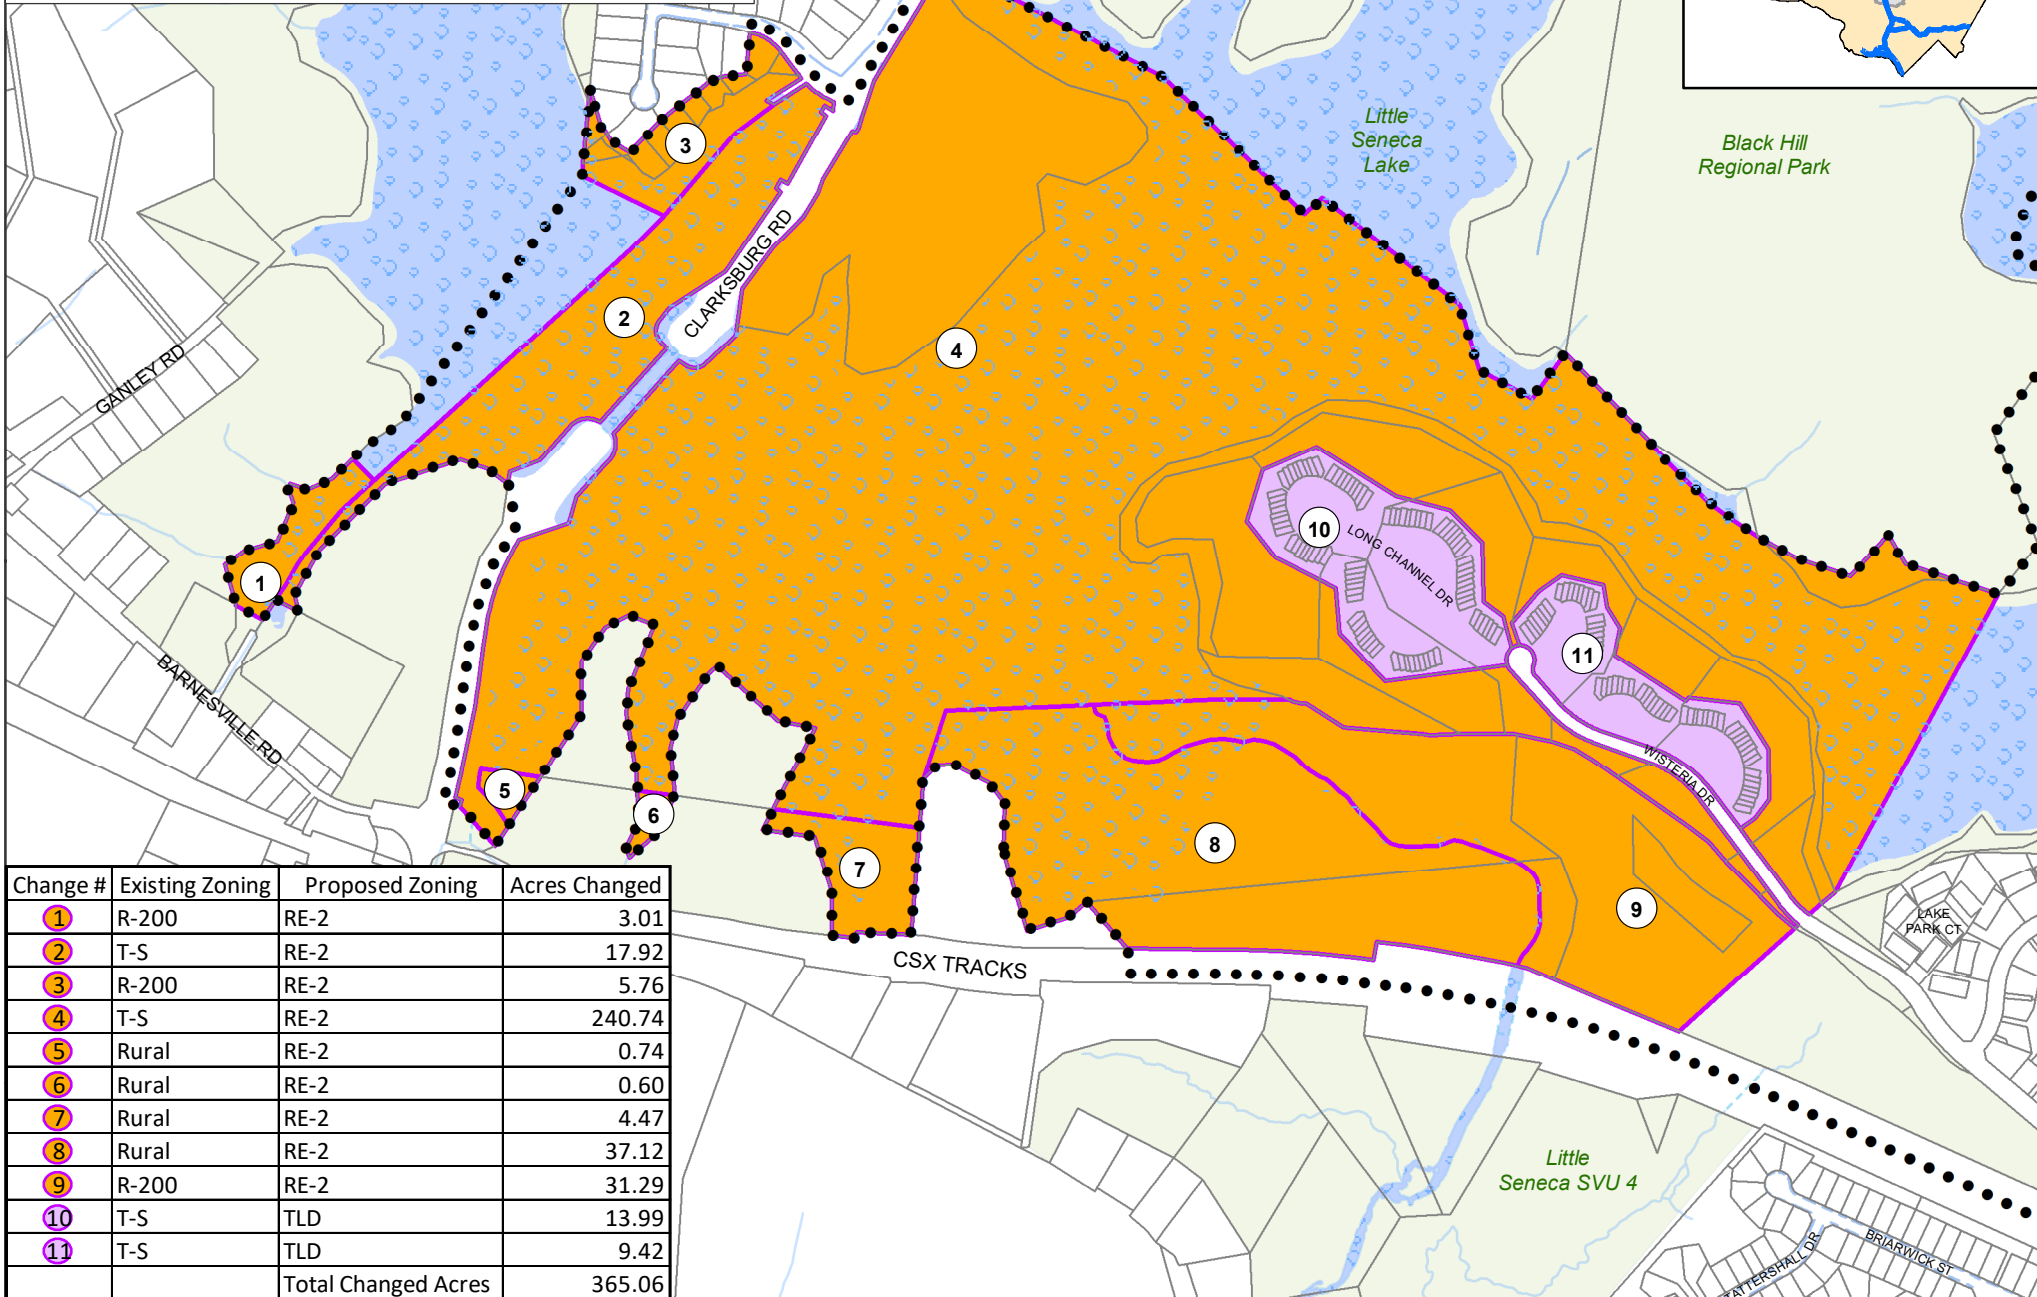 Little
Seneca
Lake
Black Hill
Regional Park
3
CLARKSBURG RD
2
4
GANLEY RD
10
LONG CHANNEL DR
1
11
BARNESVILLE RD
WISTERIA DR
5
6
8
7
9
LAKE
PARK CT
CSX TRACKS
Little
Seneca SVU 4
BRIARWICK ST
TATTERSHALL DR
Change # Existing Zoning Proposed Zoning Acres Changed
1 R-200 RE-2 3.01
2 T-S RE-2 17.92
3 R-200 RE-2 5.76
4 T-S RE-2 240.74
5 Rural RE-2 0.74
6 Rural RE-2 0.60
7 Rural RE-2 4.47
8 Rural RE-2 37.12
9 R-200 RE-2 31.29
10 T-S TLD 13.99
11 T-S TLD 9.42
Total Changed Acres 365.06